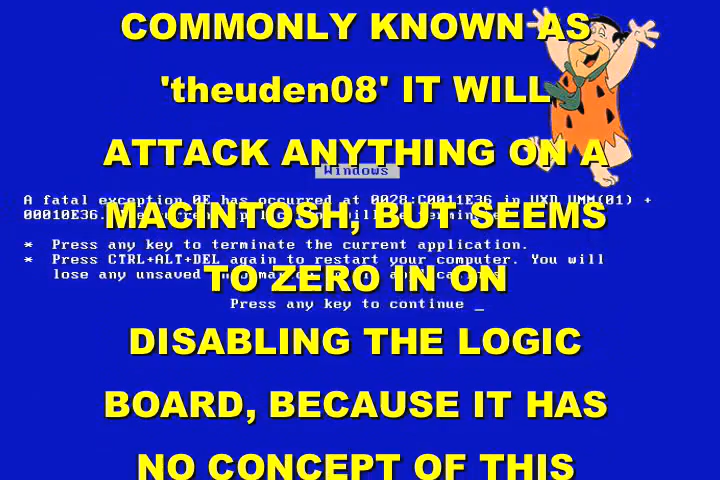 COMMONLY KNOWN AS
'theuden08' IT WILL
ATTACK ANYTHING ON A
Windows
A fatal exception 0E has occurred at 0028:C0011E36 in VXD VMM(01) +
00010E36.
MACINTOSH, BUT SEEMS
* Press any key to terminate the current application.
* Press CTRL+ALT+DEL again to restart your computer. You will
lose any unsaved
TO ZERO IN ON
Press any key to continue _
DISABLING THE LOGIC
BOARD, BECAUSE IT HAS
NO CONCEPT OF THIS